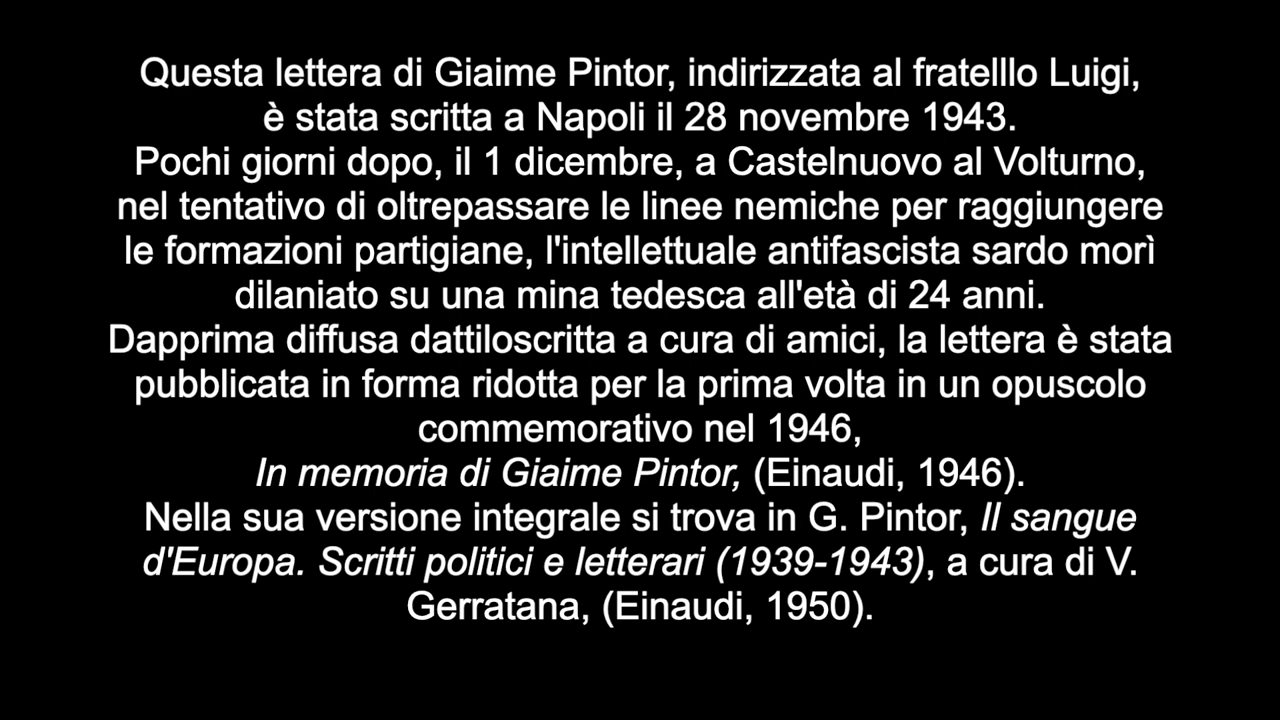 Questa lettera di Giaime Pintor, indirizzata al fratelllo Luigi,
è stata scritta a Napoli il 28 novembre 1943.
Pochi giorni dopo, il 1 dicembre, a Castelnuovo al Volturno,
nel tentativo di oltrepassare le linee nemiche per raggiungere
le formazioni partigiane, l'intellettuale antifascista sardo morì
dilaniato su una mina tedesca all'età di 24 anni.
Dapprima diffusa dattiloscritta a cura di amici, la lettera è stata
pubblicata in forma ridotta per la prima volta in un opuscolo
commemorativo nel 1946,
In memoria di Giaime Pintor, (Einaudi, 1946).
Nella sua versione integrale si trova in G. Pintor, Il sangue
d'Europa. Scritti politici e letterari (1939-1943), a cura di V.
Gerratana, (Einaudi, 1950).